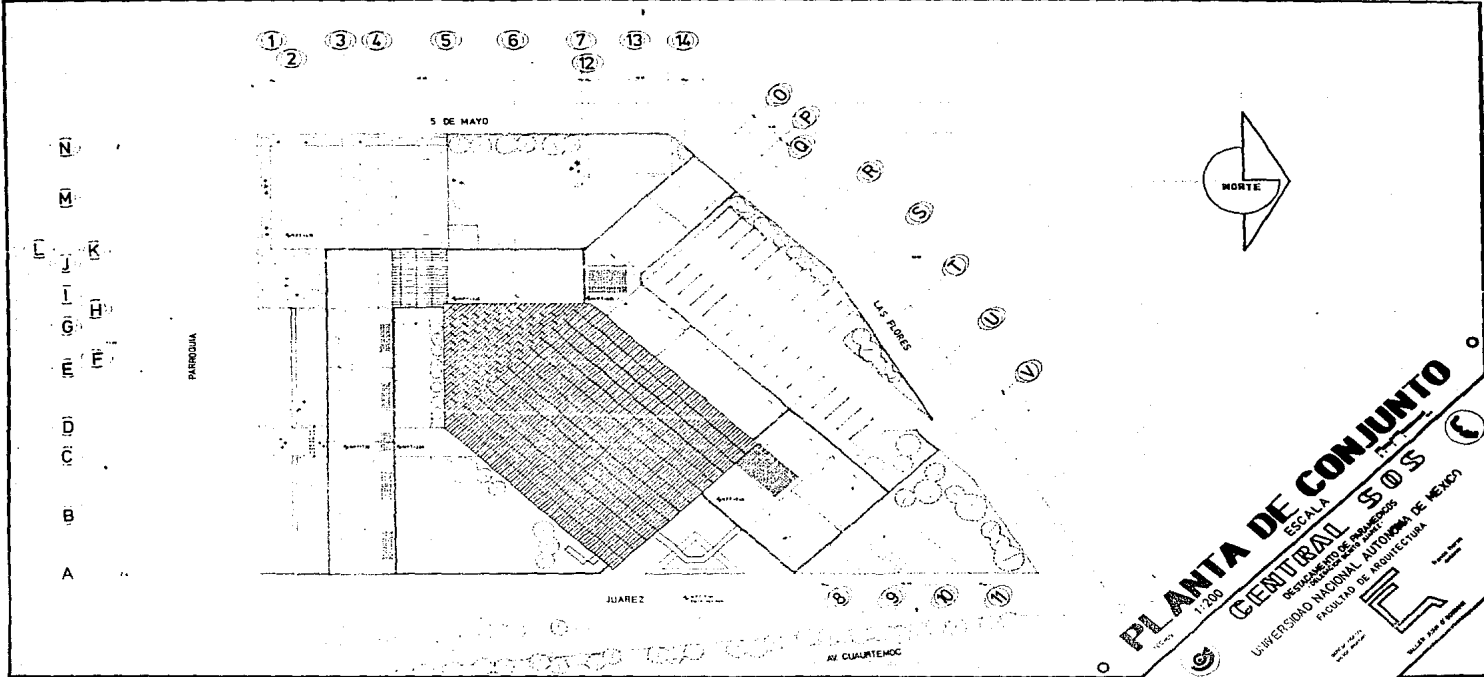 1 3 4 5 6 7 13 14
2 12
5 DE MAYO
O
P
Q
R
S
T
U
V
N
M
L K
J
I
H
G
F
E
D
C
B
A
PARROQUIA
LAS FLORES
NORTE
JUAREZ
8 9 10 11
AV. CUAUHTEMOC
PLANTA DE CONJUNTO
ESCALA
1:200
CENTRAL SOS
DESTACAMENTO DE PARAMEDICOS
UNIVERSIDAD NACIONAL AUTONOMA DE MEXICO
FACULTAD DE ARQUITECTURA